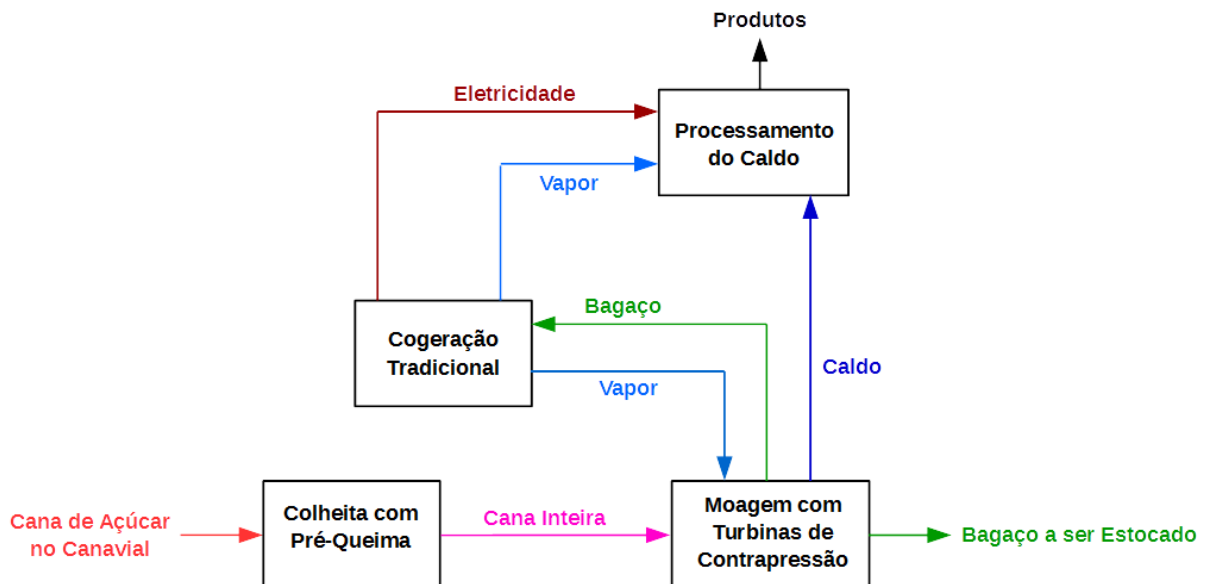 Produtos
Eletricidade
Processamento
do Caldo
Vapor
Bagaço
Cogeração
Tradicional
Vapor
Caldo
Cana de Açúcar
no Canavial
Colheita com
Pré-Queima
Cana Inteira
Moagem com
Turbinas de
Contrapressão
Bagaço a ser Estocado